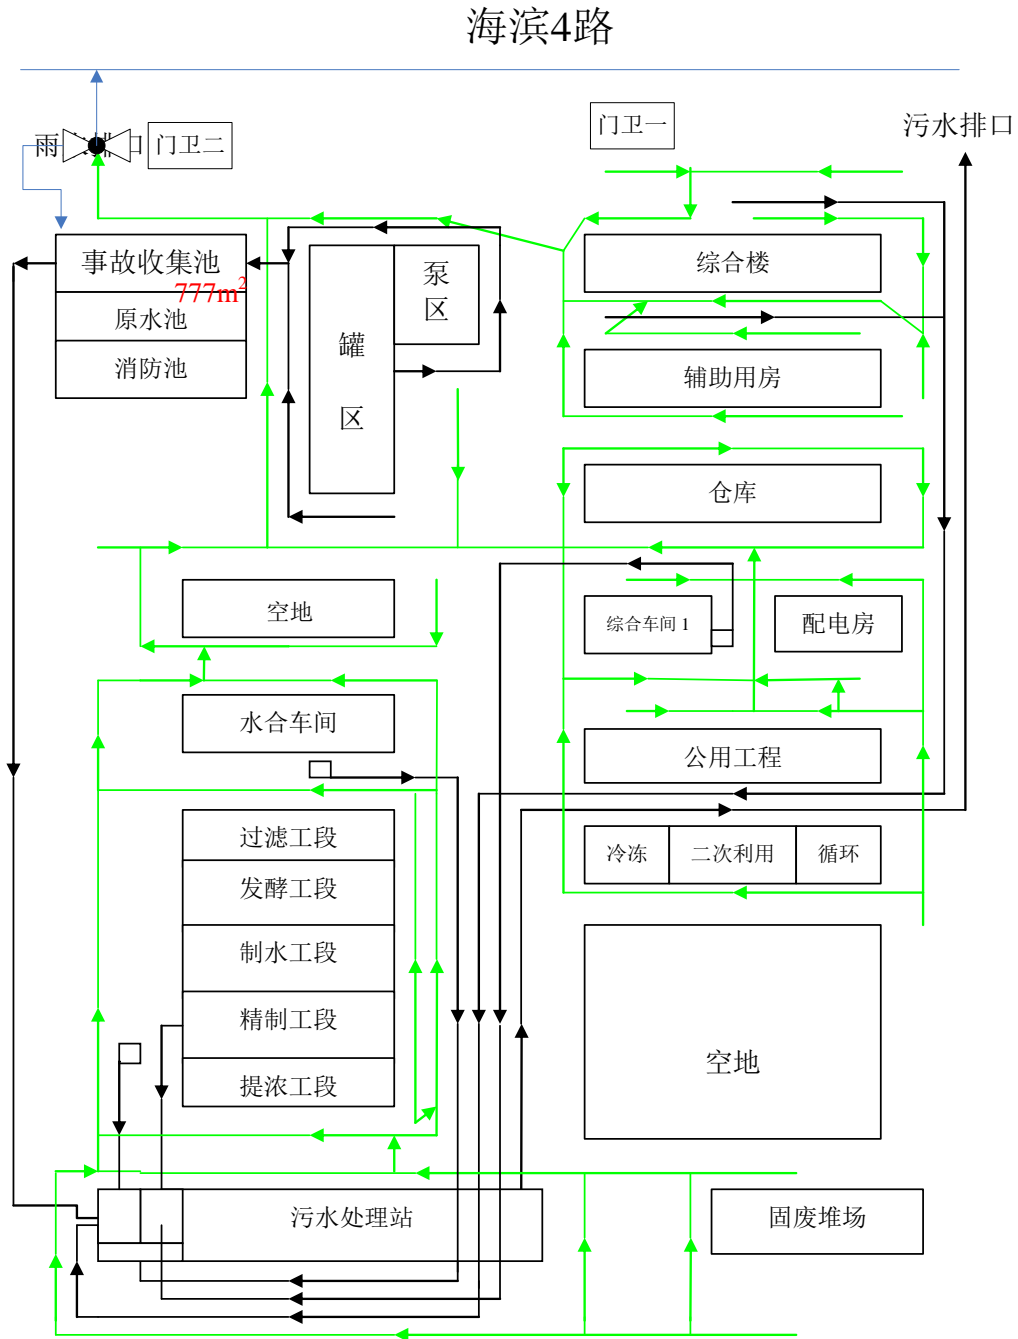 海滨4路
门卫一
污水排口
雨水排口
门卫二
综合楼
事故收集池
777m²
泵区
原水池
罐区
消防池
辅助用房
仓库
空地
综合车间 1
配电房
水合车间
公用工程
过滤工段
冷冻
二次利用
循环
发酵工段
制水工段
精制工段
空地
提浓工段
污水处理站
固废堆场